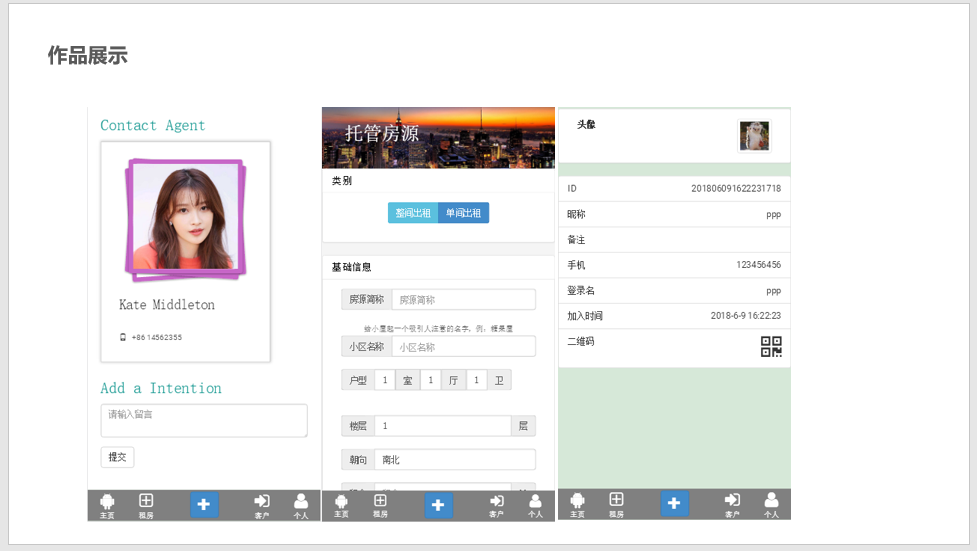 作品展示
Contact Agent
Kate Middleton
+86 14562355
Add a Intention
请输入留言
提交
主页 租房 客户 个人
托管房源
类别
整间出租 单间出租
基础信息
房源简称 房源简称
给小屋起一个吸引人注意的名字，例：糖果屋
小区名称 小区名称
户型 1 室 1 厅 1 卫
楼层 1 层
朝向 南北
主页 租房 客户 个人
头像
ID 201806091622231718
昵称 ppp
备注
手机 123456456
登录名 ppp
加入时间 2018-6-9 16:22:23
二维码
主页 租房 客户 个人